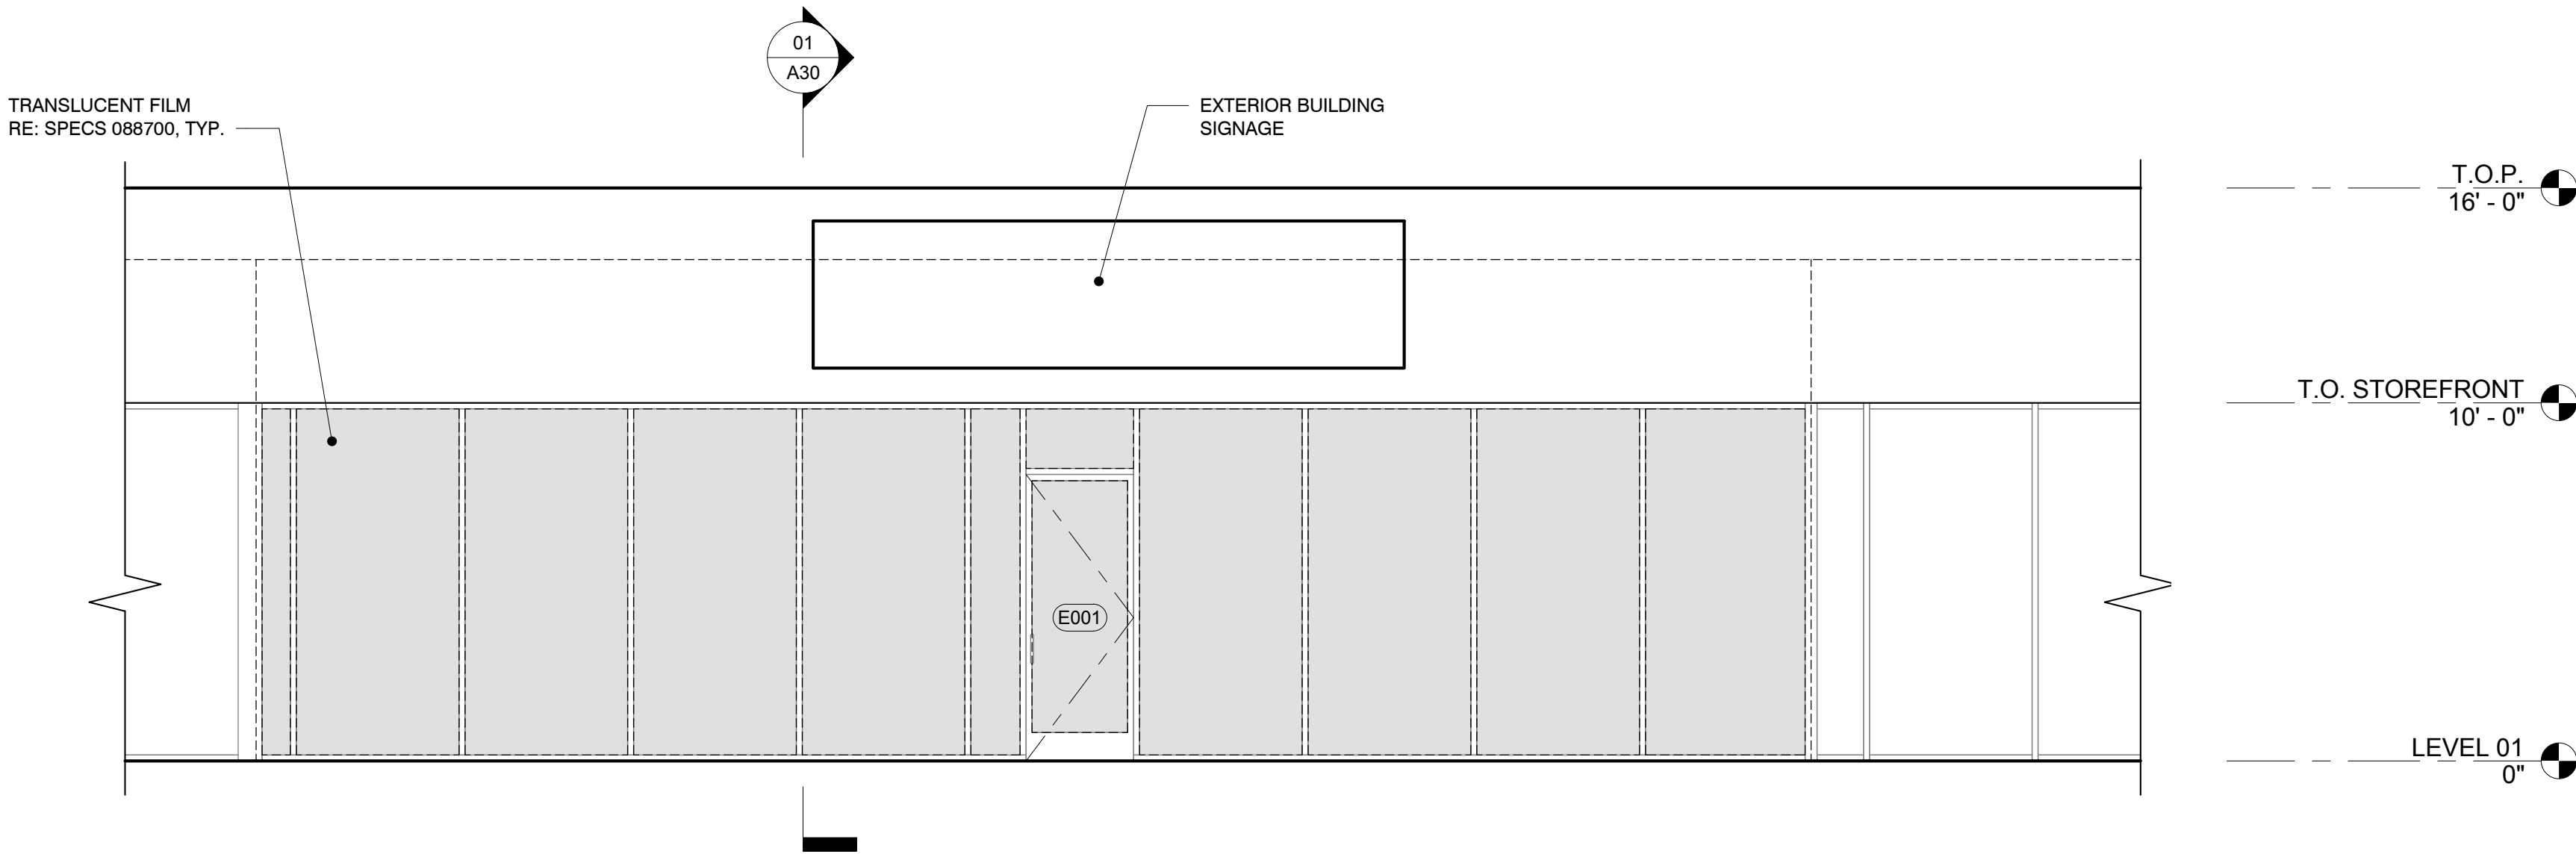 01
A30
TRANSLUCENT FILM
RE: SPECS 088700, TYP.
EXTERIOR BUILDING
SIGNAGE
T.O.P.
16' - 0"
T.O. STOREFRONT
10' - 0"
E001
LEVEL 01
0"